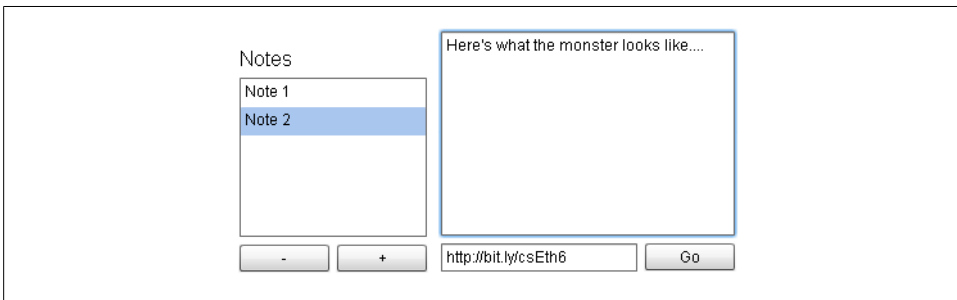 Notes
Note 1
Note 2
- +
Here's what the monster looks like....
http://bit.ly/csEth6 Go